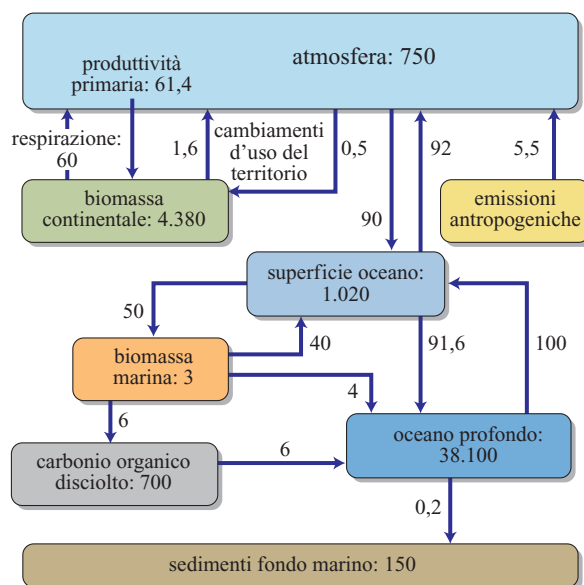 atmosfera: 750
produttività
primaria: 61,4
respirazione:
60
1,6
cambiamenti
d’uso del
territorio
0,5
92
5,5
biomassa
continentale: 4.380
emissioni
antropogeniche
90
superficie oceano:
1.020
50
40
91,6
100
biomassa
marina: 3
4
6
oceano profondo:
38.100
carbonio organico
disciolto: 700
6
0,2
sedimenti fondo marino: 150